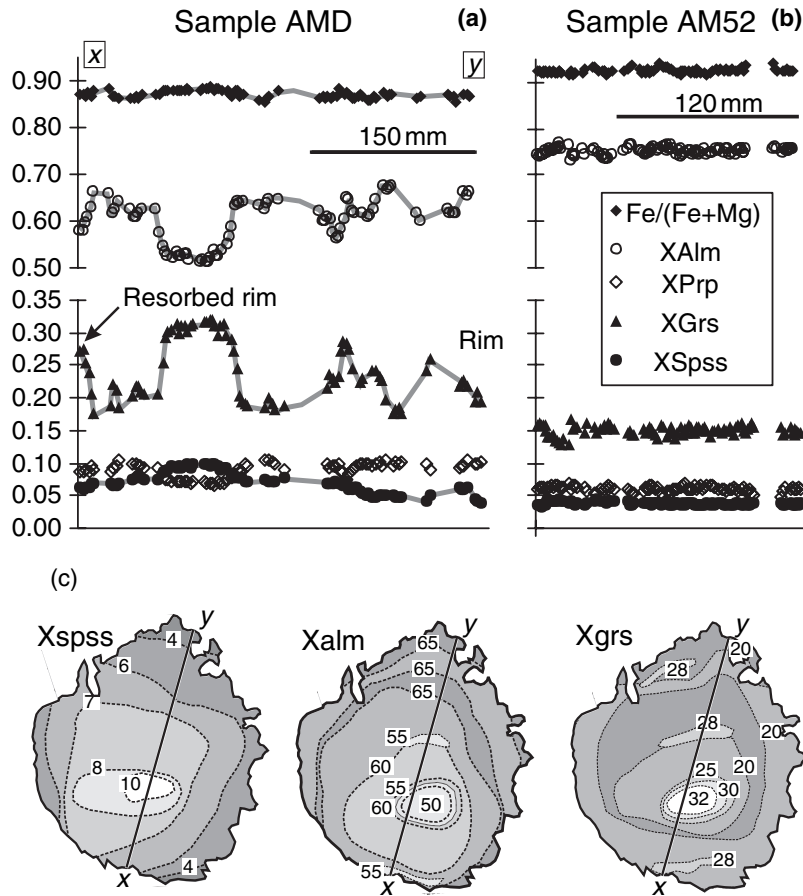 Sample AMD (a)
Sample AM52 (b)
x
y
0.90
0.80
0.70
0.60
0.50
150 mm
120 mm
Fe/(Fe+Mg)
XAlm
XPrp
XGrs
XSpss
0.35
0.30
0.25
0.20
0.15
0.10
0.05
0.00
Resorbed rim
Rim
(c)
Xspss
y
4
6
7
8
10
4
x
Xalm
y
65
65
65
55
60
55
60
50
55
x
Xgrs
y
20
28
28
20
25
20
30
32
28
x